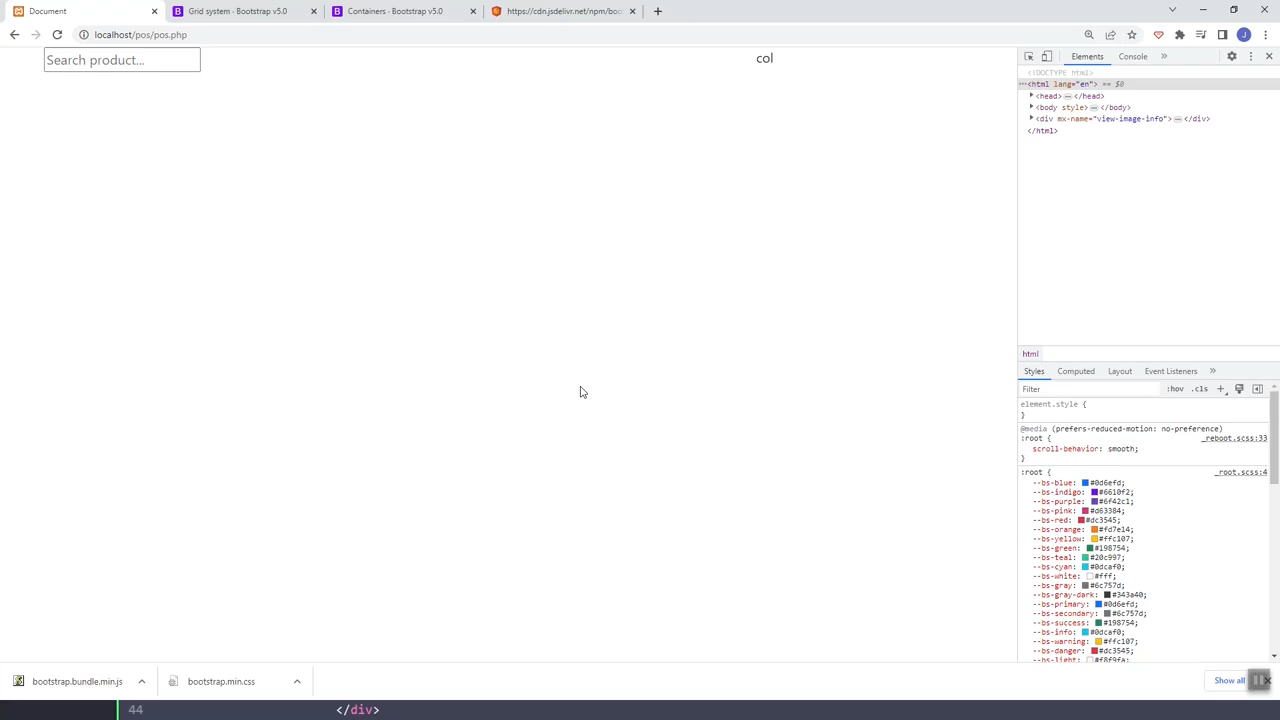 Document
Grid system - Bootstrap v5.0
Containers - Bootstrap v5.0
https://cdn.jsdelivr.net/npm/boo
localhost/pos/pos.php
J
Search product...
col
Elements
Console
<!DOCTYPE html>
<html lang="en"> == $0
<head> </head>
<body style> </body>
<div mx-name="view-image-info"> </div>
</html>
html
Styles
Computed
Layout
Event Listeners
Filter
:hov
.cls
element.style {
}
@media (prefers-reduced-motion: no-preference)
:root {
_reboot.scss:33
scroll-behavior: smooth;
}
:root {
_root.scss:4
--bs-blue: #0d6efd;
--bs-indigo: #6610f2;
--bs-purple: #6f42c1;
--bs-pink: #d63384;
--bs-red: #dc3545;
--bs-orange: #fd7e14;
--bs-yellow: #ffc107;
--bs-green: #198754;
--bs-teal: #20c997;
--bs-cyan: #0dcaf0;
--bs-white: #fff;
--bs-gray: #6c757d;
--bs-gray-dark: #343a40;
--bs-primary: #0d6efd;
--bs-secondary: #6c757d;
--bs-success: #198754;
--bs-info: #0dcaf0;
--bs-warning: #ffc107;
--bs-danger: #dc3545;
--bs-light: #f8f9fa;
bootstrap.bundle.min.js
bootstrap.min.css
Show all
44 </div>